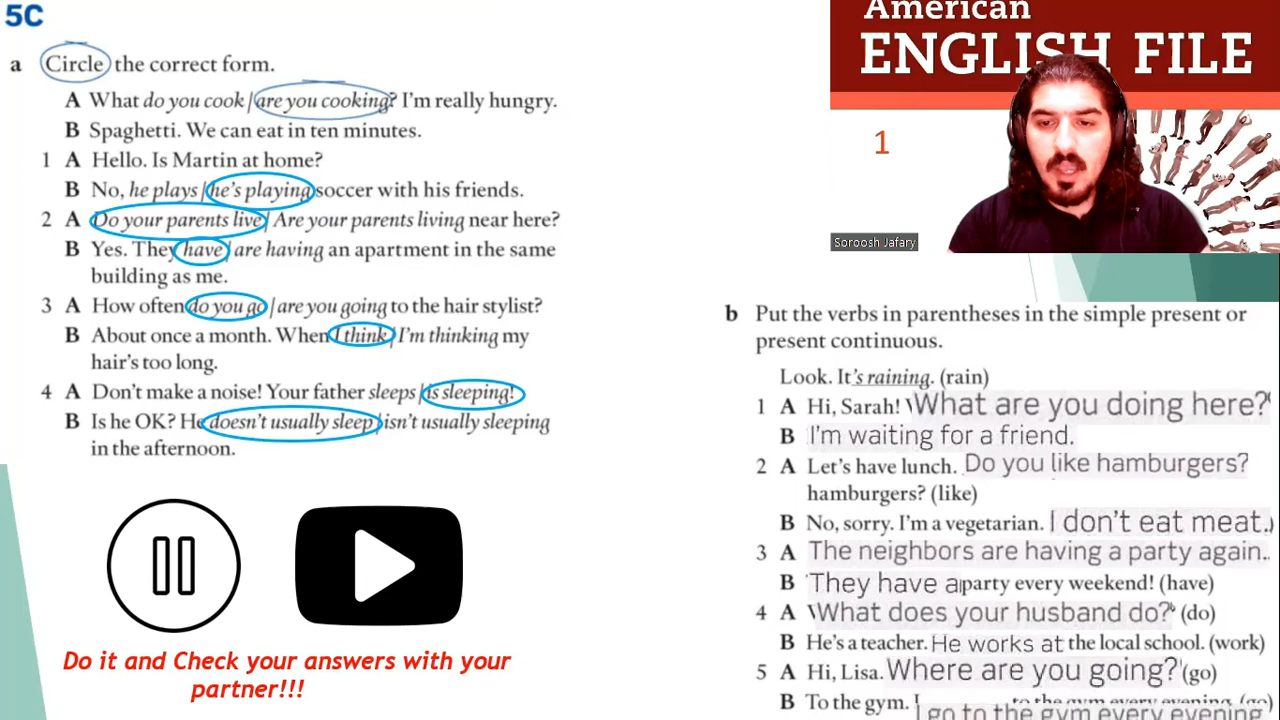 5C
a Circle the correct form.
A What do you cook / are you cooking? I'm really hungry.
B Spaghetti. We can eat in ten minutes.
1 A Hello. Is Martin at home?
B No, he plays / he's playing soccer with his friends.
2 A Do your parents live / Are your parents living near here?
B Yes. They have / are having an apartment in the same
building as me.
3 A How often do you go / are you going to the hair stylist?
B About once a month. When I think / I'm thinking my
hair's too long.
4 A Don't make a noise! Your father sleeps / is sleeping!
B Is he OK? He doesn't usually sleep / isn't usually sleeping
in the afternoon.
Do it and Check your answers with your
partner!!!
American
ENGLISH FILE
1
Soroosh Jafary
b Put the verbs in parentheses in the simple present or
present continuous.
Look. It's raining. (rain)
1 A Hi, Sarah! What are you doing here?
B I'm waiting for a friend.
2 A Let's have lunch. Do you like hamburgers?
hamburgers? (like)
B No, sorry. I'm a vegetarian. I don't eat meat.)
3 A The neighbors are having a party again..
B They have a party every weekend! (have)
4 A What does your husband do? (do)
B He's a teacher. He works at the local school. (work)
5 A Hi, Lisa. Where are you going? (go)
B To the gym. I to the gym every evening. (go)
I go to the gym every evening